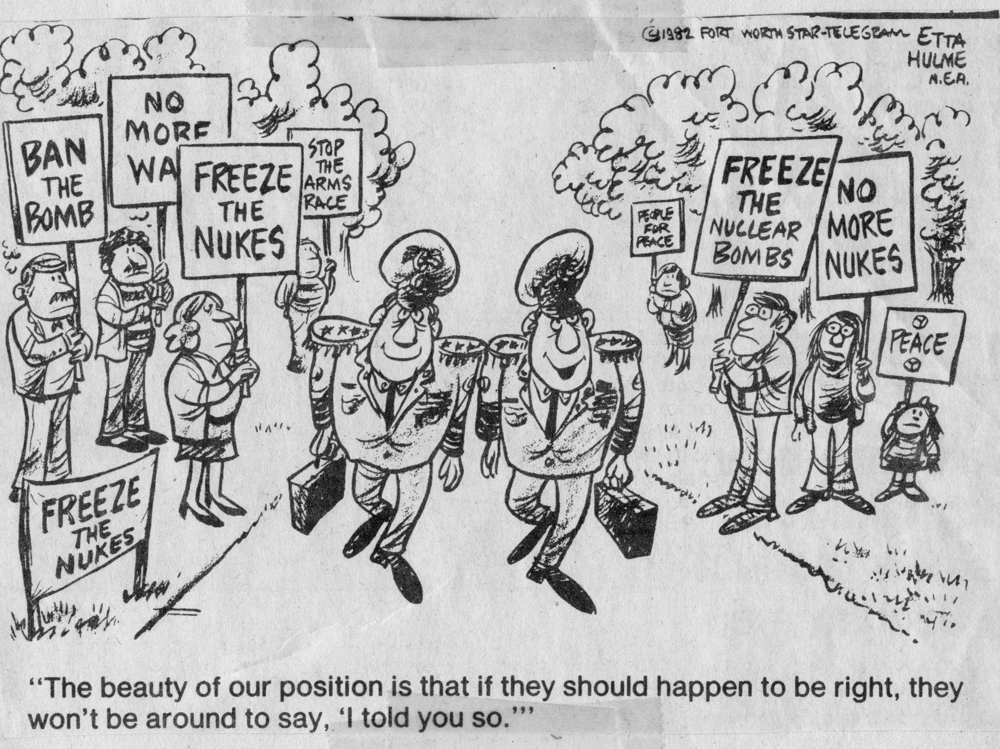 ©1982 FORT WORTH STAR-TELEGRAM ETTA
HULME
N.E.A.
NO
MORE
WA
BAN
THE
BOMB
FREEZE
THE
NUKES
STOP
THE
ARMS
RACE
PEOPLE
FOR
PEACE
FREEZE
THE
NUCLEAR
BOMBS
NO
MORE
NUKES
PEACE
FREEZE
THE
NUKES
“The beauty of our position is that if they should happen to be right, they
won’t be around to say, ‘I told you so.’”